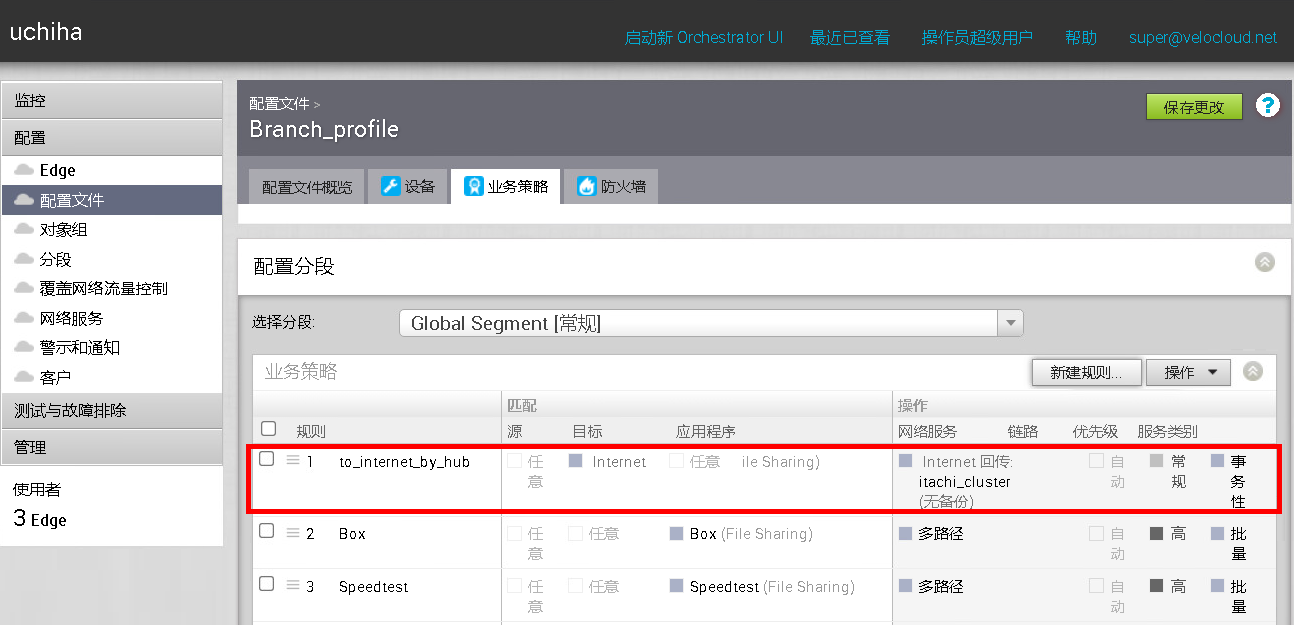 uchiha
启动新 Orchestrator UI 最近已查看 操作员超级用户 帮助 super@velocloud.net
监控
配置
Edge
配置文件
对象组
分段
覆盖网络流量控制
网络服务
警示和通知
客户
测试与故障排除
管理
使用者
3 Edge
配置文件 >
Branch_profile
保存更改 ?
配置文件概览 设备 业务策略 防火墙
配置分段
选择分段: Global Segment [常规]
业务策略 新建规则... 操作
匹配 操作
规则 源 目标 应用程序 网络服务 链路 优先级 服务类别
1 to_internet_by_hub 任意 Internet 任意 ile Sharing) Internet 回传: itachi_cluster (无备份) 自动 常规 事务性
2 Box 任意 任意 Box (File Sharing) 多路径 自动 高 批量
3 Speedtest 任意 任意 Speedtest (File Sharing) 多路径 自动 高 批量